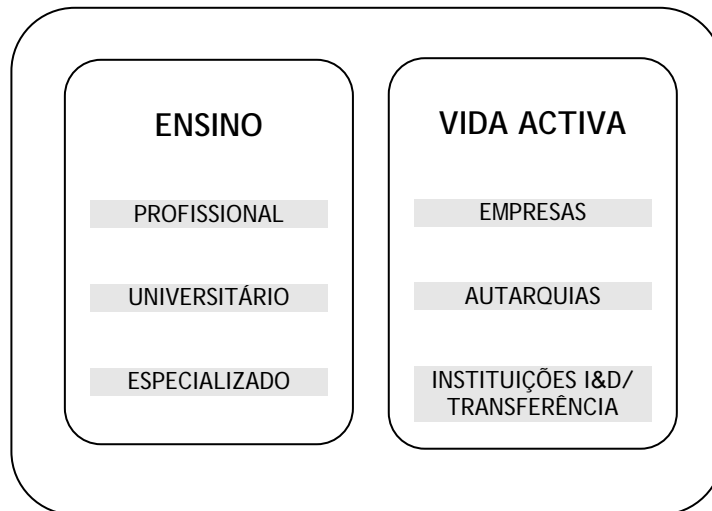 ENSINO
PROFISSIONAL
UNIVERSITÁRIO
ESPECIALIZADO
VIDA ACTIVA
EMPRESAS
AUTARQUIAS
INSTITUIÇÕES I&D/
TRANSFERÊNCIA